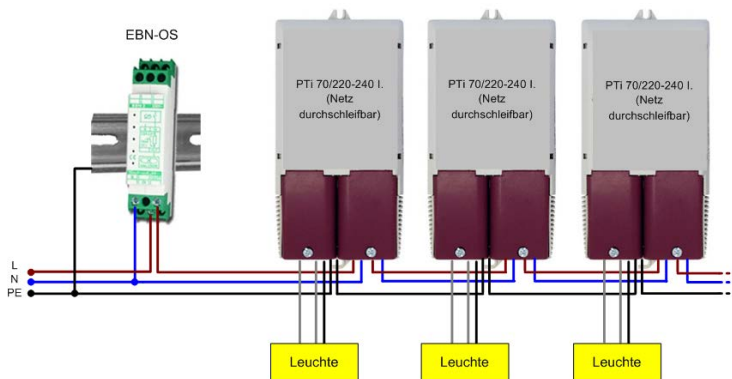 EBN-OS
PTi 70/220-240 I.
(Netz
durchschleifbar)
PTi 70/220-240 I.
(Netz
durchschleifbar)
PTi 70/220-240 I.
(Netz
durchschleifbar)
L
N
PE
Leuchte
Leuchte
Leuchte